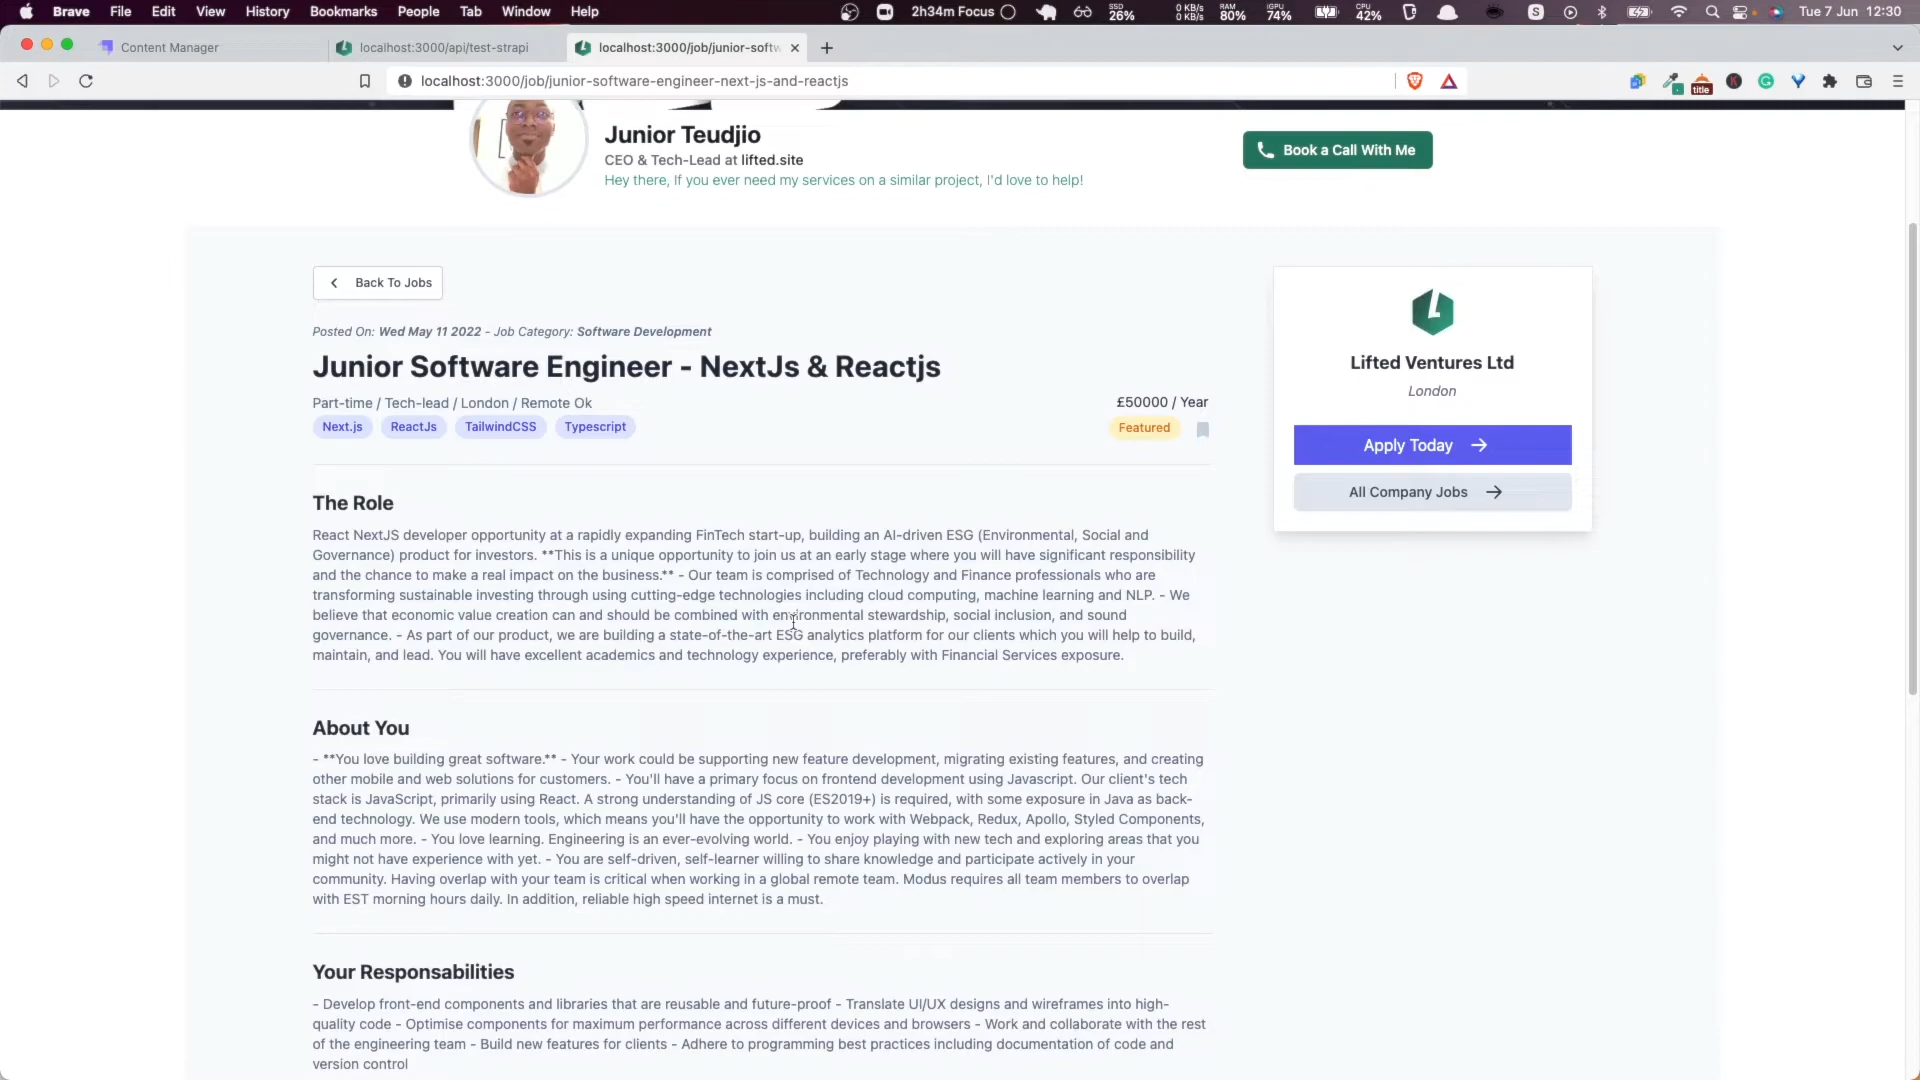 Brave File Edit View History Bookmarks People Tab Window Help 2h34m Focus SSD 26% 0 KB/s 0 KB/s RAM 80% iGPU 74% CPU 42% S Tue 7 Jun 12:30
Content Manager localhost:3000/api/test-strapi localhost:3000/job/junior-softw
localhost:3000/job/junior-software-engineer-next-js-and-reactjs title
Junior Teudjio
CEO & Tech-Lead at lifted.site
Hey there, If you ever need my services on a similar project, I'd love to help!
Book a Call With Me
Back To Jobs
Posted On: Wed May 11 2022 - Job Category: Software Development
Junior Software Engineer - NextJs & Reactjs
Part-time / Tech-lead / London / Remote Ok
£50000 / Year
Next.js ReactJs TailwindCSS Typescript
Featured
The Role
React NextJS developer opportunity at a rapidly expanding FinTech start-up, building an AI-driven ESG (Environmental, Social and
Governance) product for investors. **This is a unique opportunity to join us at an early stage where you will have significant responsibility
and the chance to make a real impact on the business.** - Our team is comprised of Technology and Finance professionals who are
transforming sustainable investing through using cutting-edge technologies including cloud computing, machine learning and NLP. - We
believe that economic value creation can and should be combined with environmental stewardship, social inclusion, and sound
governance. - As part of our product, we are building a state-of-the-art ESG analytics platform for our clients which you will help to build,
maintain, and lead. You will have excellent academics and technology experience, preferably with Financial Services exposure.
About You
- **You love building great software.** - Your work could be supporting new feature development, migrating existing features, and creating
other mobile and web solutions for customers. - You'll have a primary focus on frontend development using Javascript. Our client's tech
stack is JavaScript, primarily using React. A strong understanding of JS core (ES2019+) is required, with some exposure in Java as back-
end technology. We use modern tools, which means you'll have the opportunity to work with Webpack, Redux, Apollo, Styled Components,
and much more. - You love learning. Engineering is an ever-evolving world. - You enjoy playing with new tech and exploring areas that you
might not have experience with yet. - You are self-driven, self-learner willing to share knowledge and participate actively in your
community. Having overlap with your team is critical when working in a global remote team. Modus requires all team members to overlap
with EST morning hours daily. In addition, reliable high speed internet is a must.
Your Responsabilities
- Develop front-end components and libraries that are reusable and future-proof - Translate UI/UX designs and wireframes into high-
quality code - Optimise components for maximum performance across different devices and browsers - Work and collaborate with the rest
of the engineering team - Build new features for clients - Adhere to programming best practices including documentation of code and
version control
Lifted Ventures Ltd
London
Apply Today
All Company Jobs